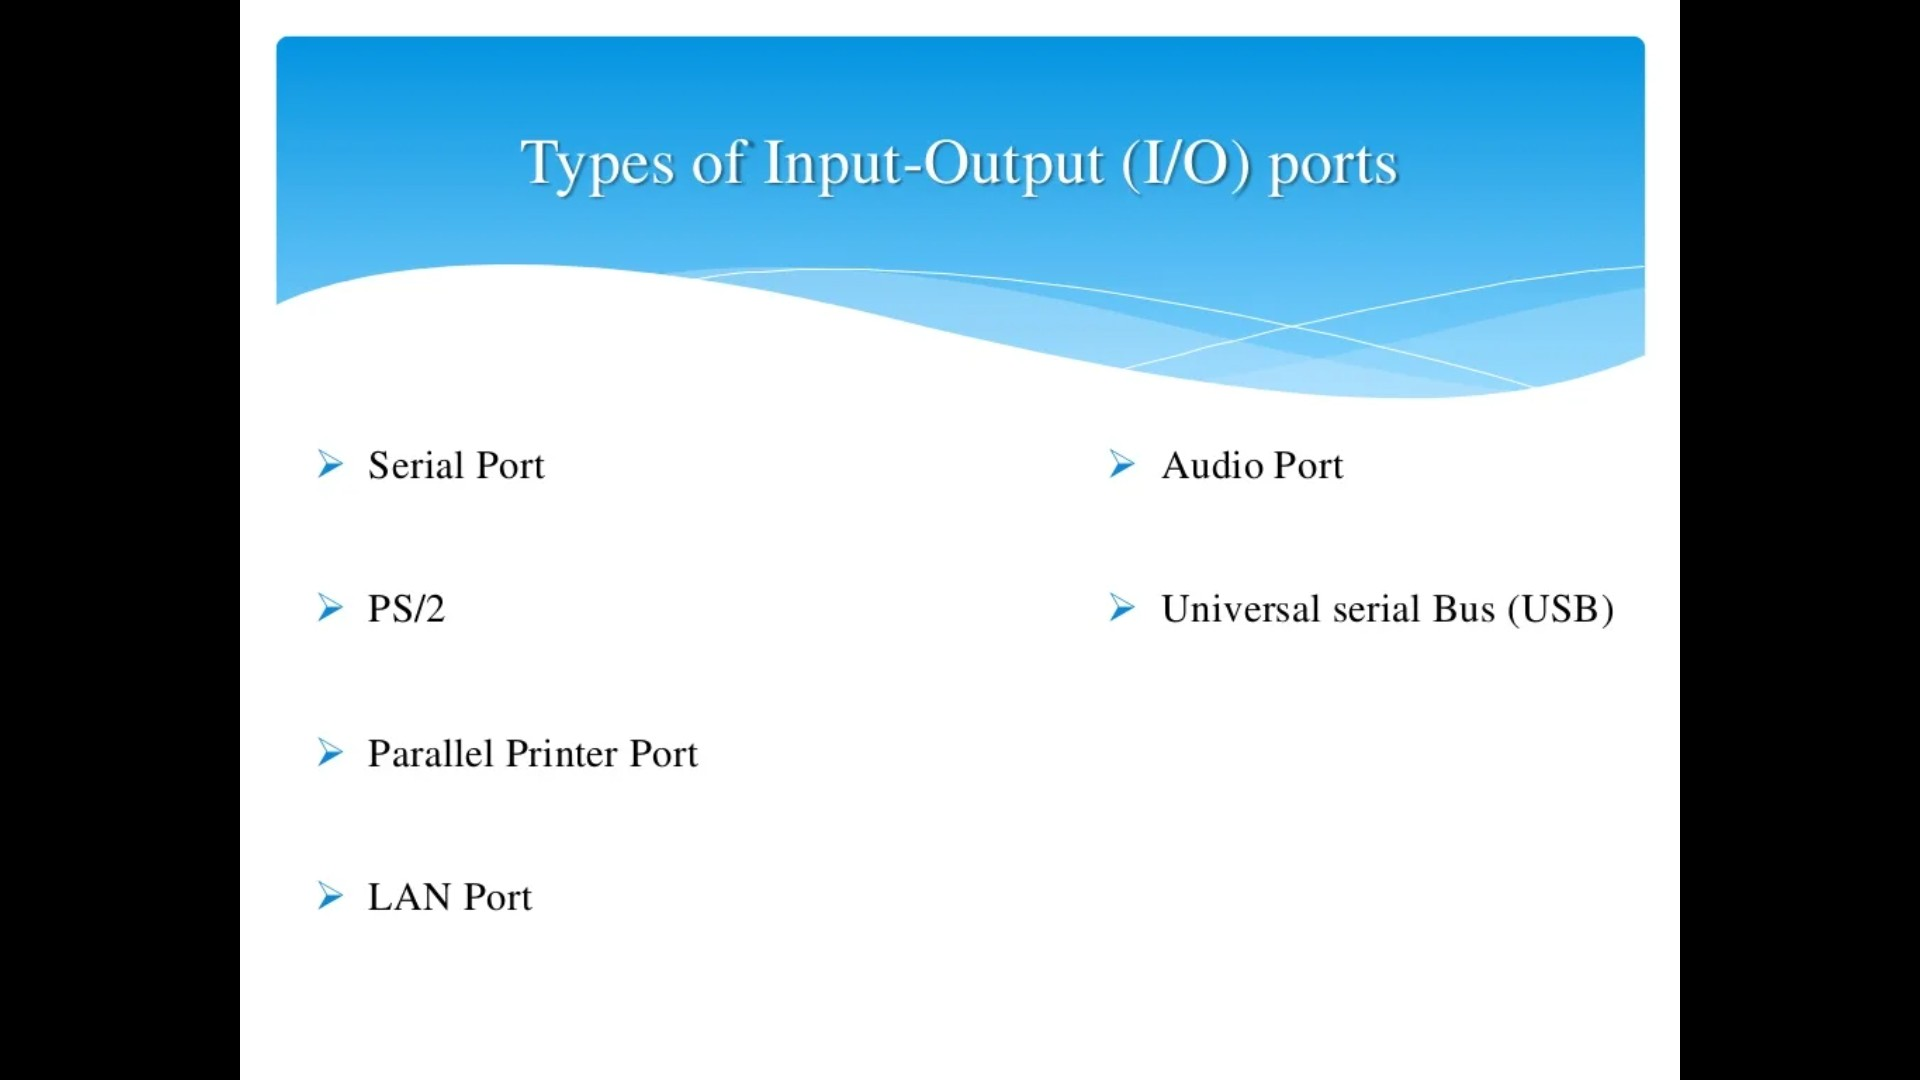 Types of Input-Output (I/O) ports
Serial Port
PS/2
Parallel Printer Port
LAN Port
Audio Port
Universal serial Bus (USB)